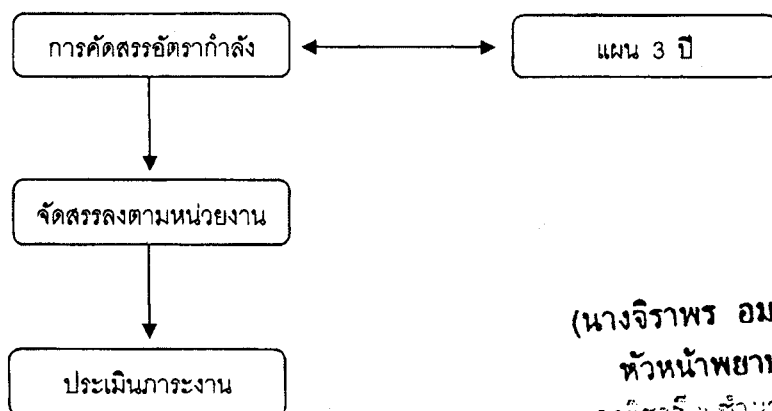 การคัดสรรอัตรากำลัง
แผน 3 ปี
จัดสรรลงตามหน่วยงาน
(นางจิราพร อม
หัวหน้าพยาบ
ประเมินภาระงาน